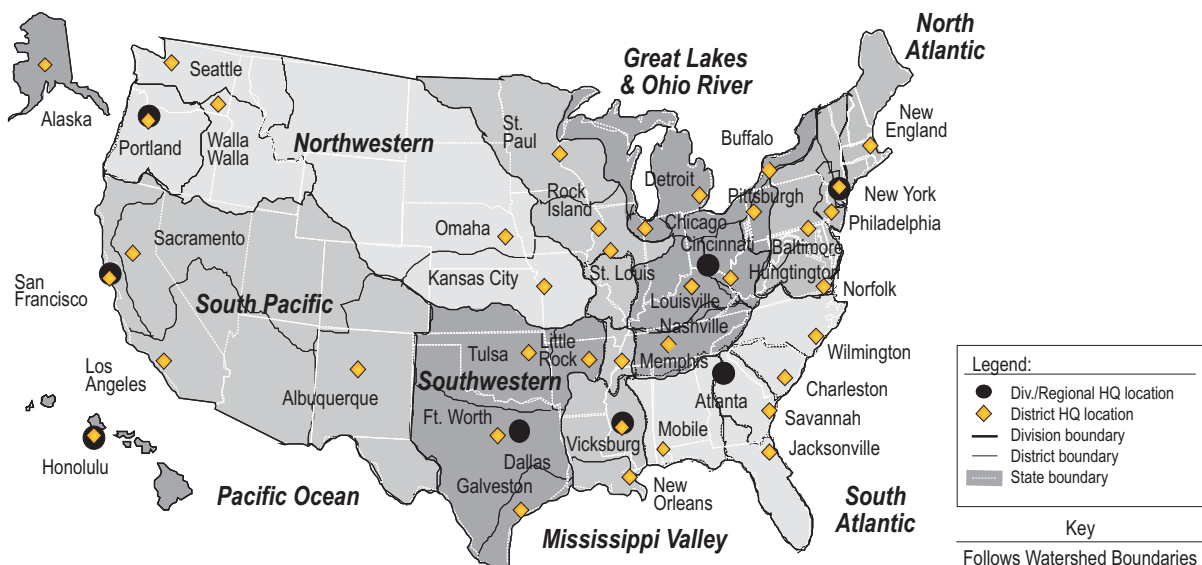 North
Atlantic
Great Lakes
& Ohio River
Seattle
Alaska
New
England
St.
Paul
Buffalo
Portland
Walla
Walla
Northwestern
Detroit
Pittsburgh
New York
Rock
Island
Philadelphia
Chicago
Omaha
Sacramento
Cincinnati
Baltimore
St. Louis
Hungtington
Kansas City
San
Francisco
Norfolk
South Pacific
Louisville
Nashville
Little
Rock
Tulsa
Memphis
Wilmington
Los
Angeles
Southwestern
Charleston
Albuquerque
Atlanta
Ft. Worth
Savannah
Mobile
Vicksburg
Jacksonville
Dallas
Honolulu
Galveston
New
Orleans
Pacific Ocean
South
Atlantic
Mississippi Valley
Legend:
Div./Regional HQ location
District HQ location
Division boundary
District boundary
State boundary
Key
Follows Watershed Boundaries